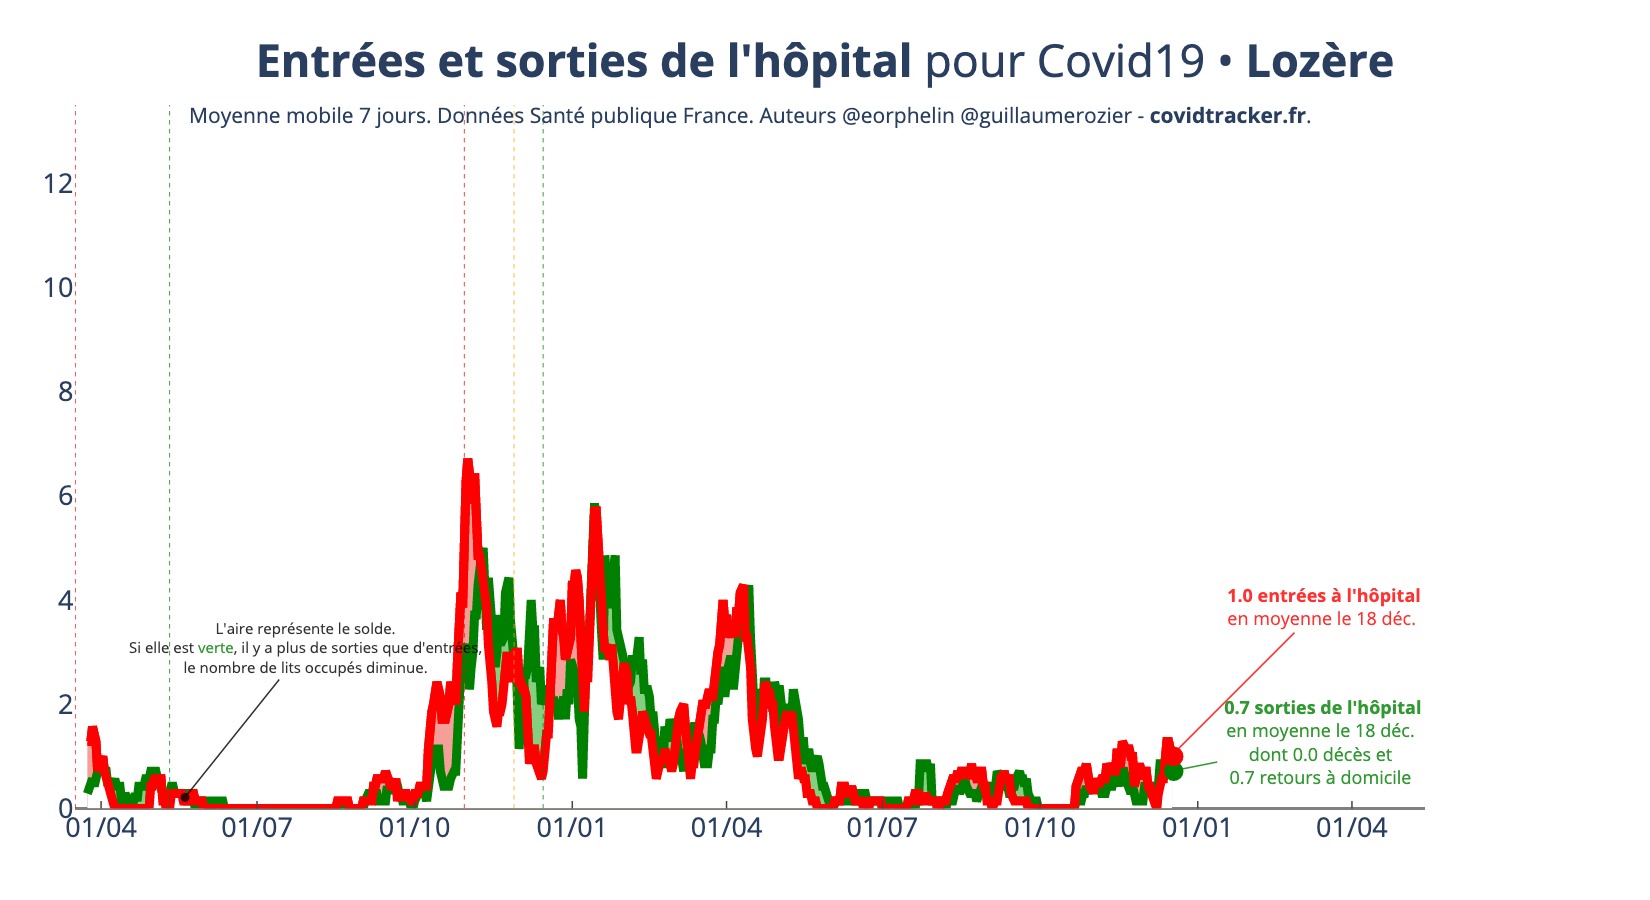 Entrées et sorties de l'hôpital pour Covid19 • Lozère
Moyenne mobile 7 jours. Données Santé publique France. Auteurs @eorphelin @guillaumerozier - covidtracker.fr.
12
10
8
6
4
2
0
L'aire représente le solde.
Si elle est verte, il y a plus de sorties que d'entrées,
le nombre de lits occupés diminue.
1.0 entrées à l'hôpital
en moyenne le 18 déc.
0.7 sorties de l'hôpital
en moyenne le 18 déc.
dont 0.0 décès et
0.7 retours à domicile
01/04 01/07 01/10 01/01 01/04 01/07 01/10 01/01 01/04